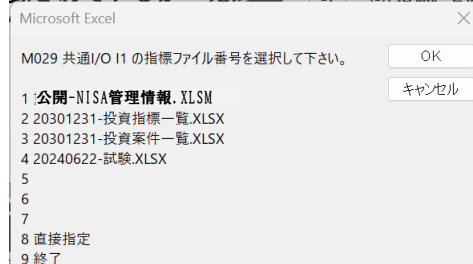 Microsoft Excel
M029 共通I/O I1 の指標ファイル番号を選択して下さい。
OK
キャンセル
1 公開-NISA管理情報.XLSM
2 20301231-投資指標一覧.XLSX
3 20301231-投資案件一覧.XLSX
4 20240622-試験.XLSX
5
6
7
8 直接指定
9 終了